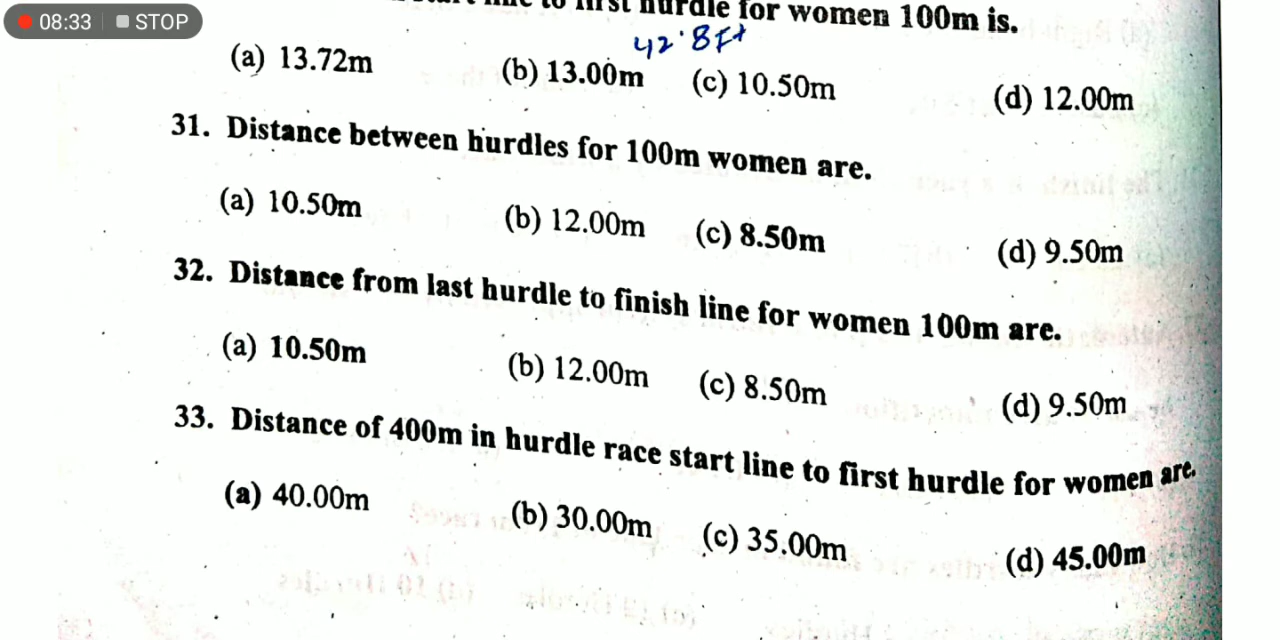 08:33 STOP
to first hurdle for women 100m is.
42'8ft
(a) 13.72m (b) 13.00m (c) 10.50m (d) 12.00m
31. Distance between hurdles for 100m women are.
(a) 10.50m (b) 12.00m (c) 8.50m (d) 9.50m
32. Distance from last hurdle to finish line for women 100m are.
(a) 10.50m (b) 12.00m (c) 8.50m (d) 9.50m
33. Distance of 400m in hurdle race start line to first hurdle for women are.
(a) 40.00m (b) 30.00m (c) 35.00m (d) 45.00m